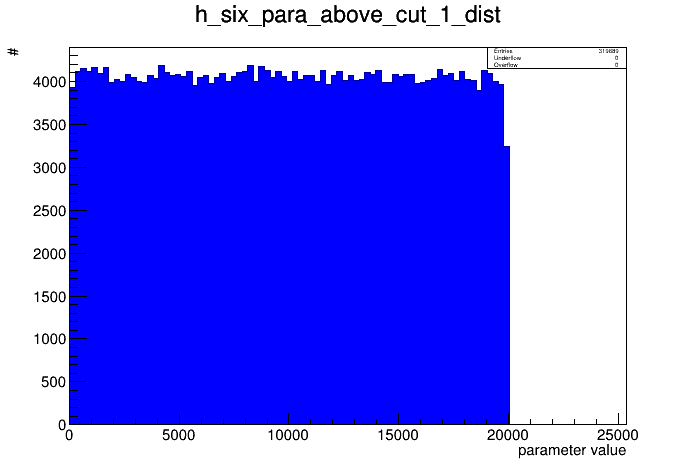 h_six_para_above_cut_1_dist
#
Entries 319689
Underflow 0
Overflow 0
4000
3500
3000
2500
2000
1500
1000
500
0
0 5000 10000 15000 20000 25000
parameter value